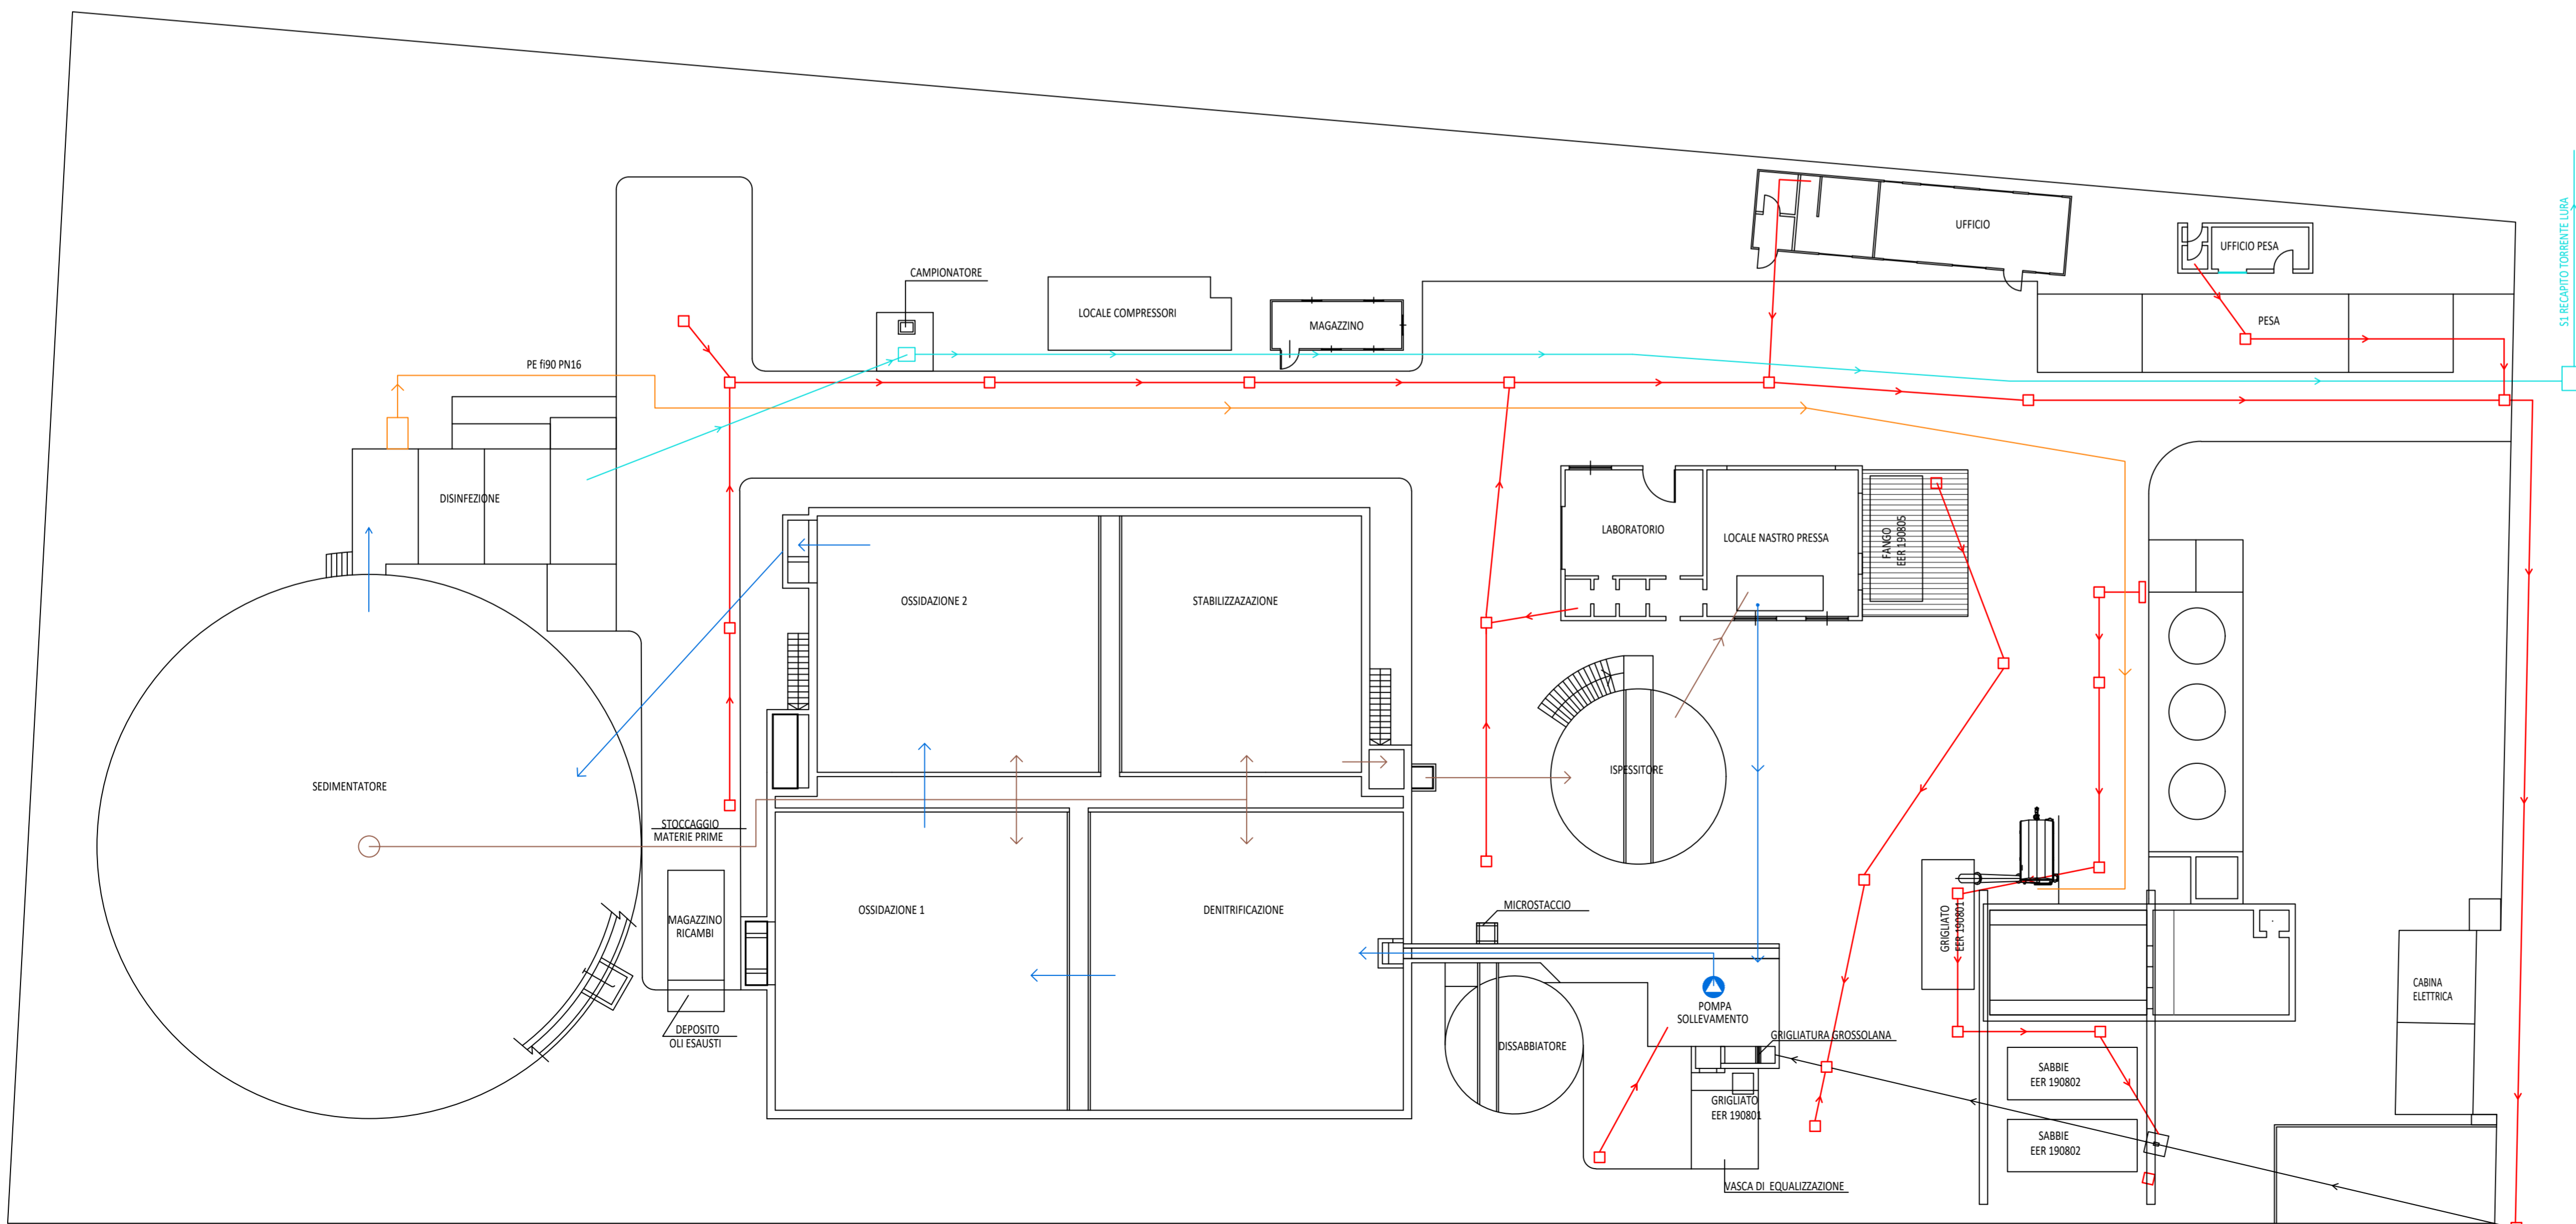 S1 RECAPITO TORRENTE LURA
UFFICIO
UFFICIO PESA
CAMPIONATORE
LOCALE COMPRESSORI
MAGAZZINO
PESA
PE fi90 PN16
DISINFEZIONE
LABORATORIO
LOCALE NASTRO PRESSA
FANGO
EER 190805
OSSIDAZIONE 2
STABILIZZAZAZIONE
SEDIMENTATORE
ISPESSITORE
STOCCAGGIO
MATERIE PRIME
MAGAZZINO
RICAMBI
OSSIDAZIONE 1
DENITRIFICAZIONE
MICROSTACCIO
GRIGLIATO
EER 190801
CABINA
ELETTRICA
POMPA
SOLLEVAMENTO
DEPOSITO
OLI ESAUSTI
DISSABBIATORE
GRIGLIATURA GROSSOLANA
SABBIE
EER 190802
GRIGLIATO
EER 190801
SABBIE
EER 190802
VASCA DI EQUALIZZAZIONE